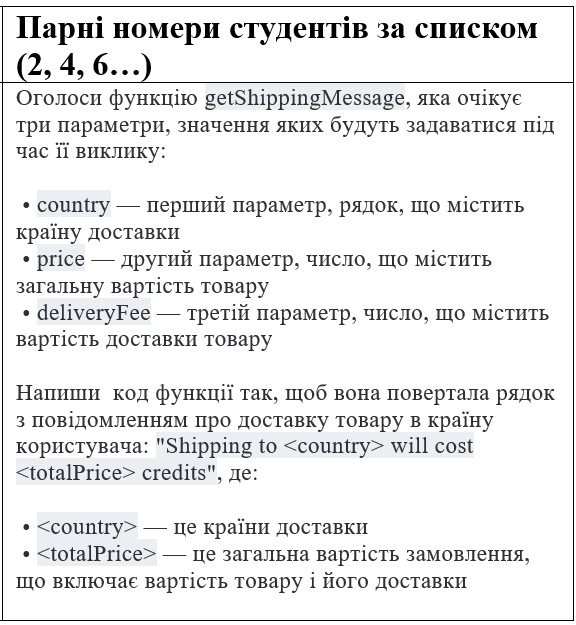 Парні номери студентів за списком
(2, 4, 6…)
Оголоси функцію getShippingMessage, яка очікує
три параметри, значення яких будуть задаватися під
час її виклику:
• country — перший параметр, рядок, що містить
країну доставки
• price — другий параметр, число, що містить
загальну вартість товару
• deliveryFee — третій параметр, число, що містить
вартість доставки товару
Напиши  код функції так, щоб вона повертала рядок
з повідомленням про доставку товару в країну
користувача: "Shipping to <country> will cost
<totalPrice> credits", де:
• <country> — це країни доставки
• <totalPrice> — це загальна вартість замовлення,
що включає вартість товару і його доставки